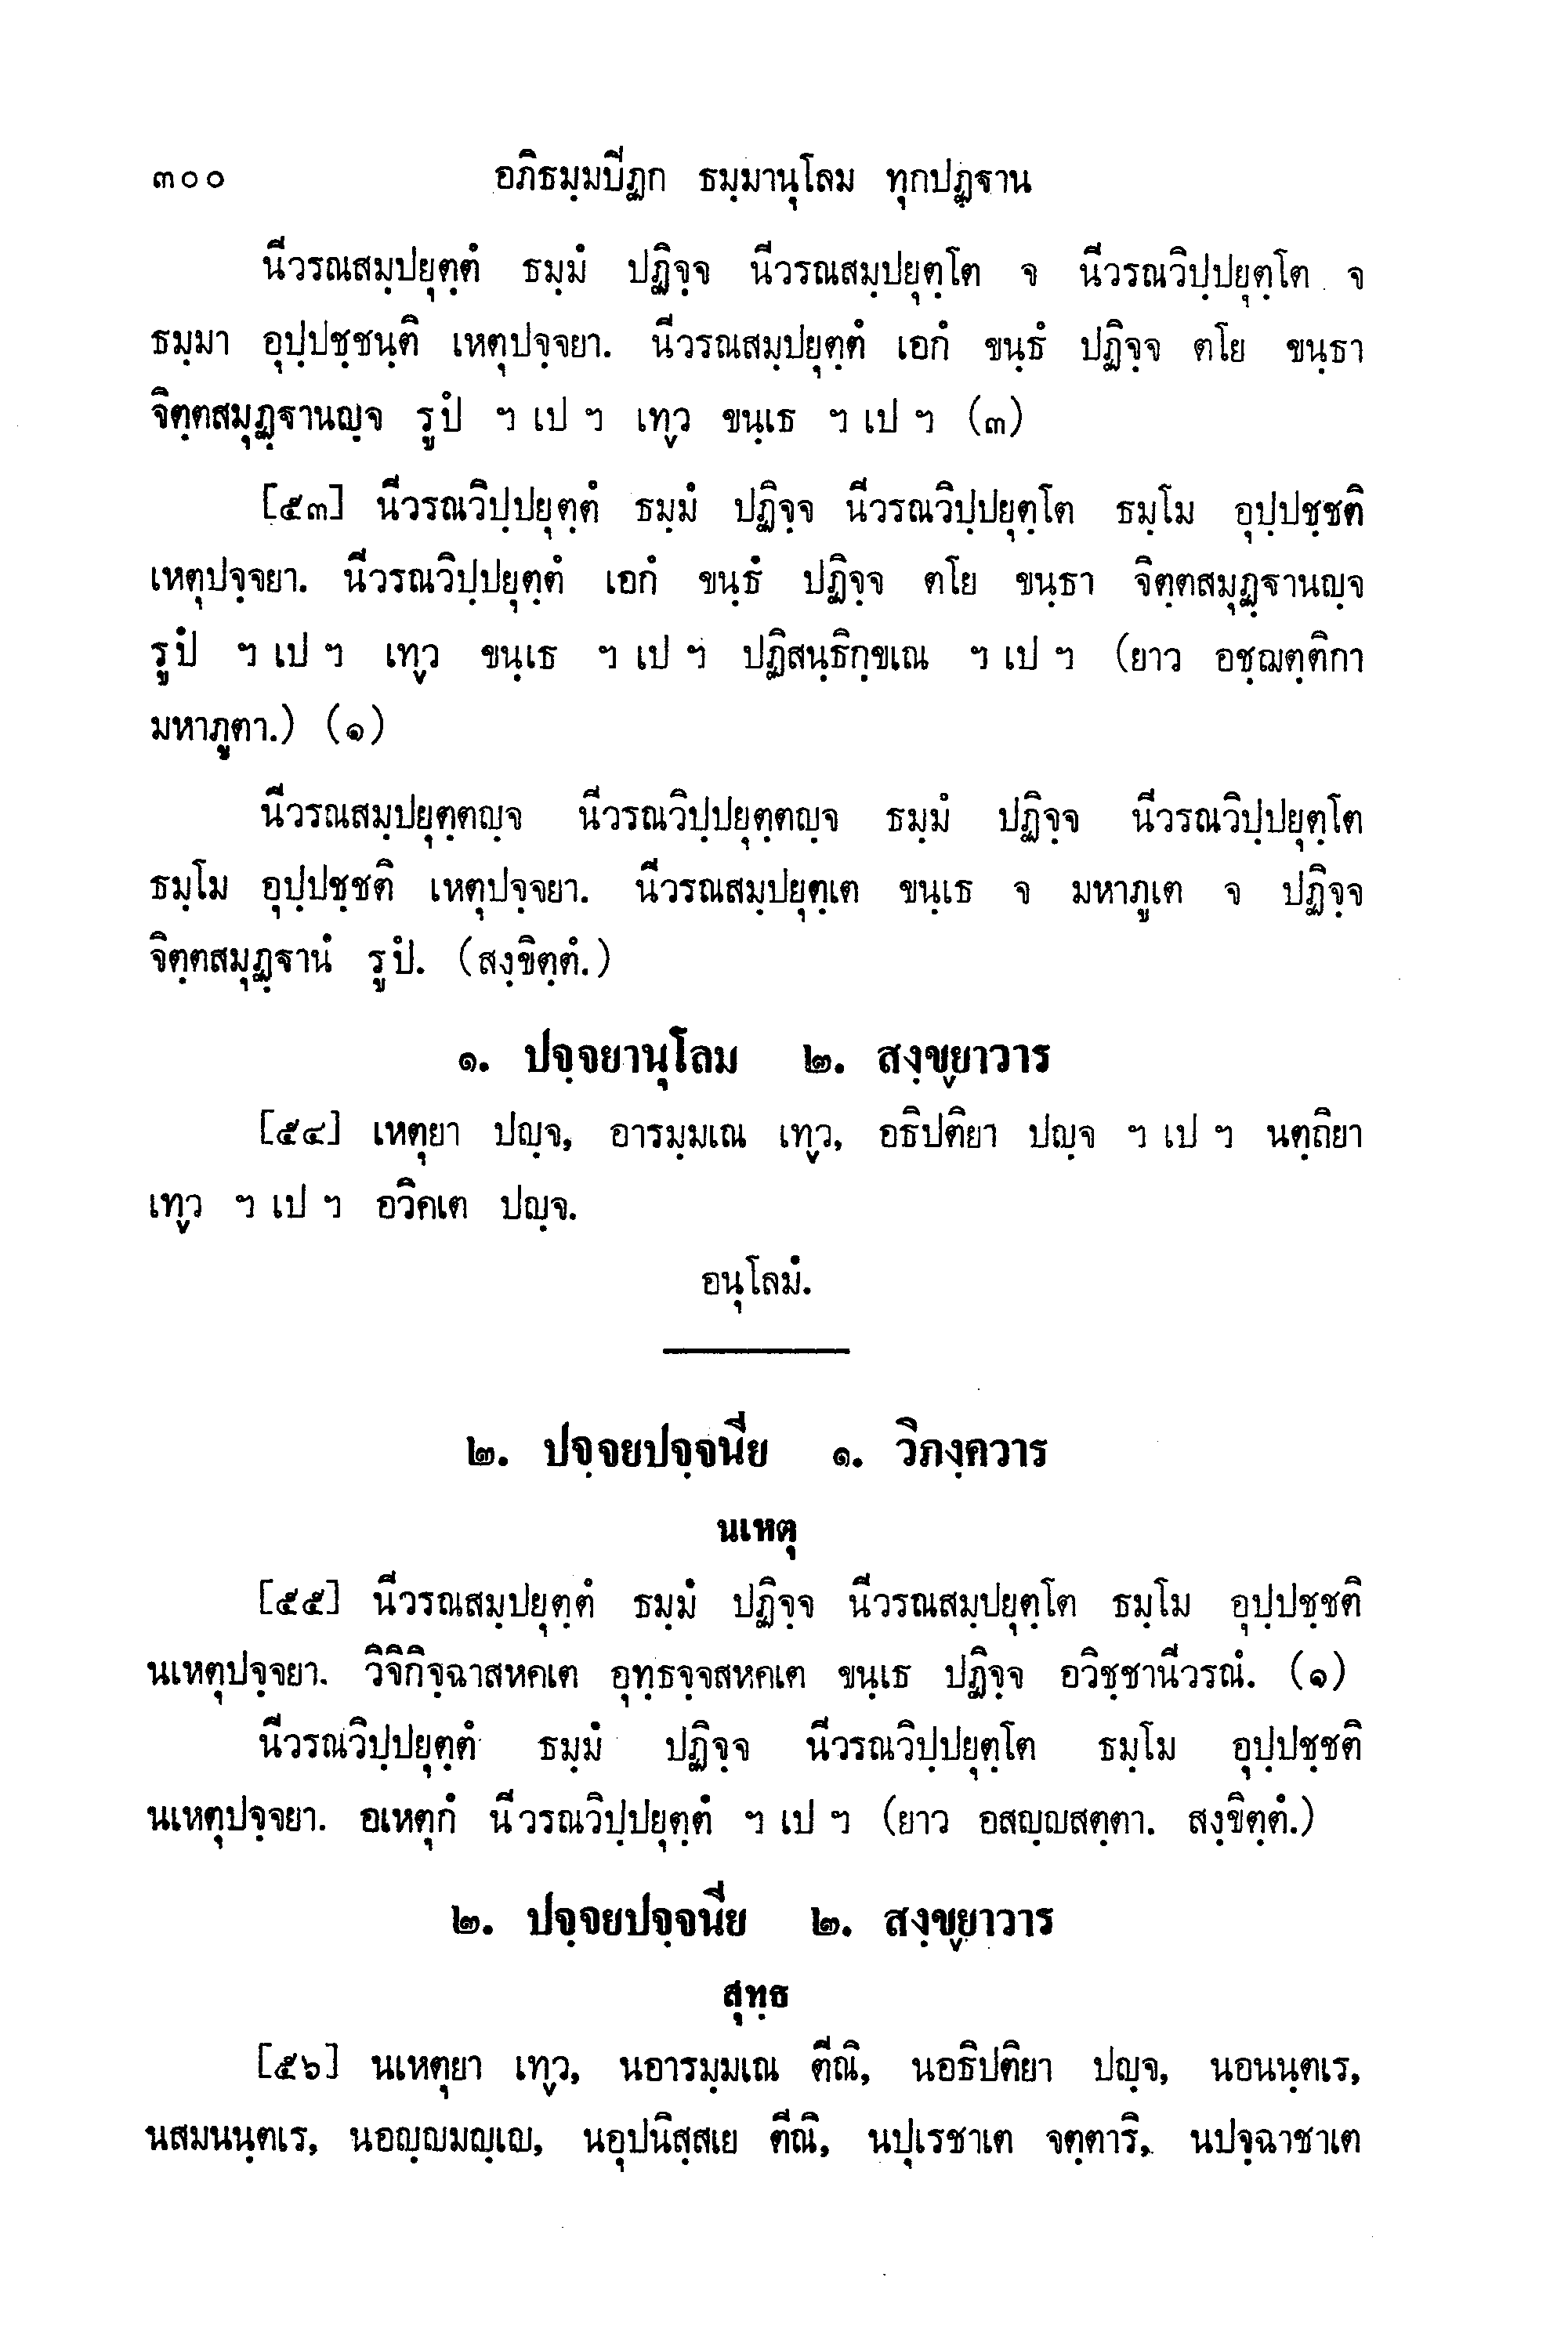 ๓๐๐ อภิธมฺมปิฏก ธมฺมานุโลม ทุกปฏฺฐาน
นีวรณสมฺปยุตฺตํ ธมฺมํ ปฏิจฺจ นีวรณสมฺปยุตฺโต จ นีวรณวิปฺปยุตฺโต จ
ธมฺมา อุปฺปชฺชนฺติ เหตุปจฺจยา. นีวรณสมฺปยุตฺตํ เอกํ ขนฺธํ ปฏิจฺจ ตโย ขนฺธา
จิตฺตสมุฏฺฐานญฺจ รูปํ ฯ เป ฯ เทฺว ขนฺเธ ฯ เป ฯ (๓)
[๕๓] นีวรณวิปฺปยุตฺตํ ธมฺมํ ปฏิจฺจ นีวรณวิปฺปยุตฺโต ธมฺโม อุปฺปชฺชติ
เหตุปจฺจยา. นีวรณวิปฺปยุตฺตํ เอกํ ขนฺธํ ปฏิจฺจ ตโย ขนฺธา จิตฺตสมุฏฺฐานญฺจ
รูปํ ฯ เป ฯ เทฺว ขนฺเธ ฯ เป ฯ ปฏิสนฺธิกฺขเณ ฯ เป ฯ (ยาว อชฺฌตฺติกา
มหาภูตา.) (๑)
นีวรณสมฺปยุตฺตญฺจ นีวรณวิปฺปยุตฺตญฺจ ธมฺมํ ปฏิจฺจ นีวรณวิปฺปยุตฺโต
ธมฺโม อุปฺปชฺชติ เหตุปจฺจยา. นีวรณสมฺปยุตฺเต ขนฺเธ จ มหาภูเต จ ปฏิจฺจ
จิตฺตสมุฏฺฐานํ รูปํ. (สงฺขิตฺตํ.)
๑. ปจฺจยานุโลม ๒. สงฺขฺยาวาร
[๕๔] เหตุยา ปญฺจ, อารมฺมเณ เทฺว, อธิปติยา ปญฺจ ฯ เป ฯ นตฺถิยา
เทฺว ฯ เป ฯ อวิคเต ปญฺจ.
อนุโลมํ.
๒. ปจฺจยปจฺจนีย ๑. วิภงฺควาร
นเหตุ
[๕๕] นีวรณสมฺปยุตฺตํ ธมฺมํ ปฏิจฺจ นีวรณสมฺปยุตฺโต ธมฺโม อุปฺปชฺชติ
นเหตุปจฺจยา. วิจิกิจฺฉาสหคเต อุทฺธจฺจสหคเต ขนฺเธ ปฏิจฺจ อวิชฺชานีวรณํ. (๑)
นีวรณวิปฺปยุตฺตํ ธมฺมํ ปฏิจฺจ นีวรณวิปฺปยุตฺโต ธมฺโม อุปฺปชฺชติ
นเหตุปจฺจยา. อเหตุกํ นีวรณวิปฺปยุตฺตํ ฯ เป ฯ (ยาว อสญฺญสตฺตา. สงฺขิตฺตํ.)
๒. ปจฺจยปจฺจนีย ๒. สงฺขฺยาวาร
สุทฺธ
[๕๖] นเหตุยา เทฺว, นอารมฺมเณ ตีณิ, นอธิปติยา ปญฺจ, นอนนฺตเร,
นสมนนฺตเร, นอญฺญมญฺเญ, นอุปนิสฺสเย ตีณิ, นปุเรชาเต จตฺตาริ, นปจฺฉาชาเต